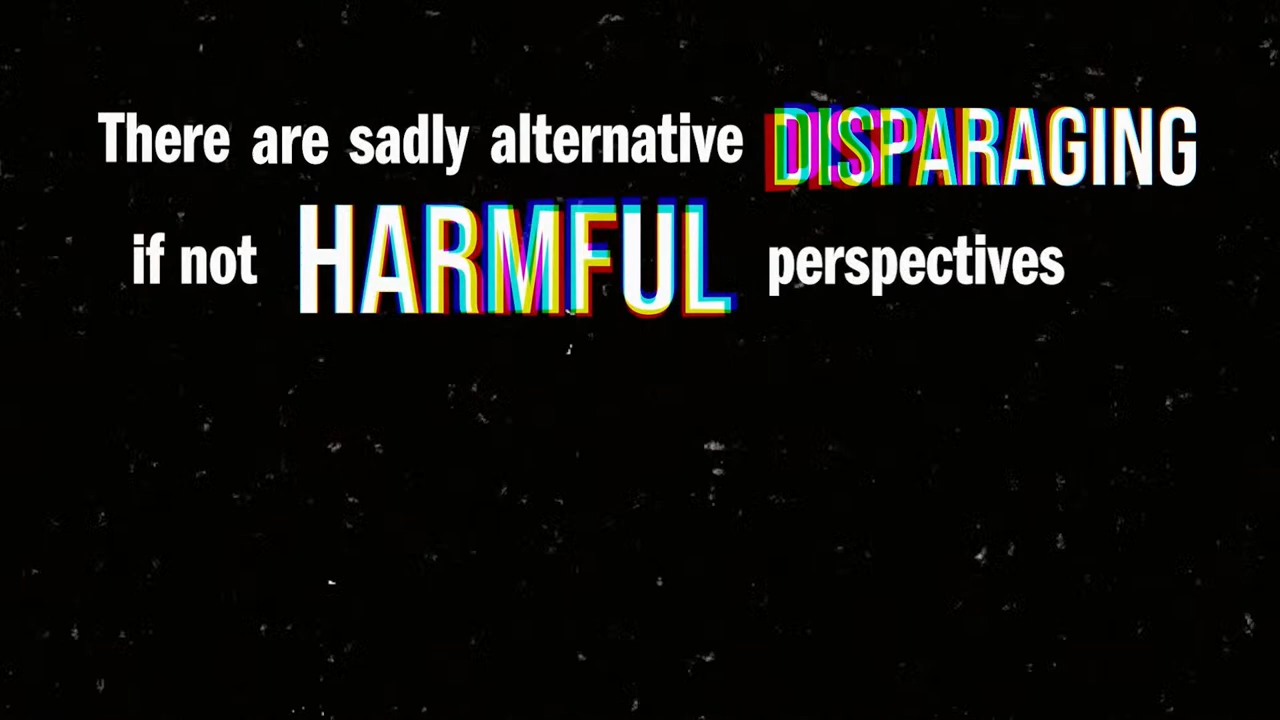 There are sadly alternative DISPARAGING
if not HARMFUL perspectives